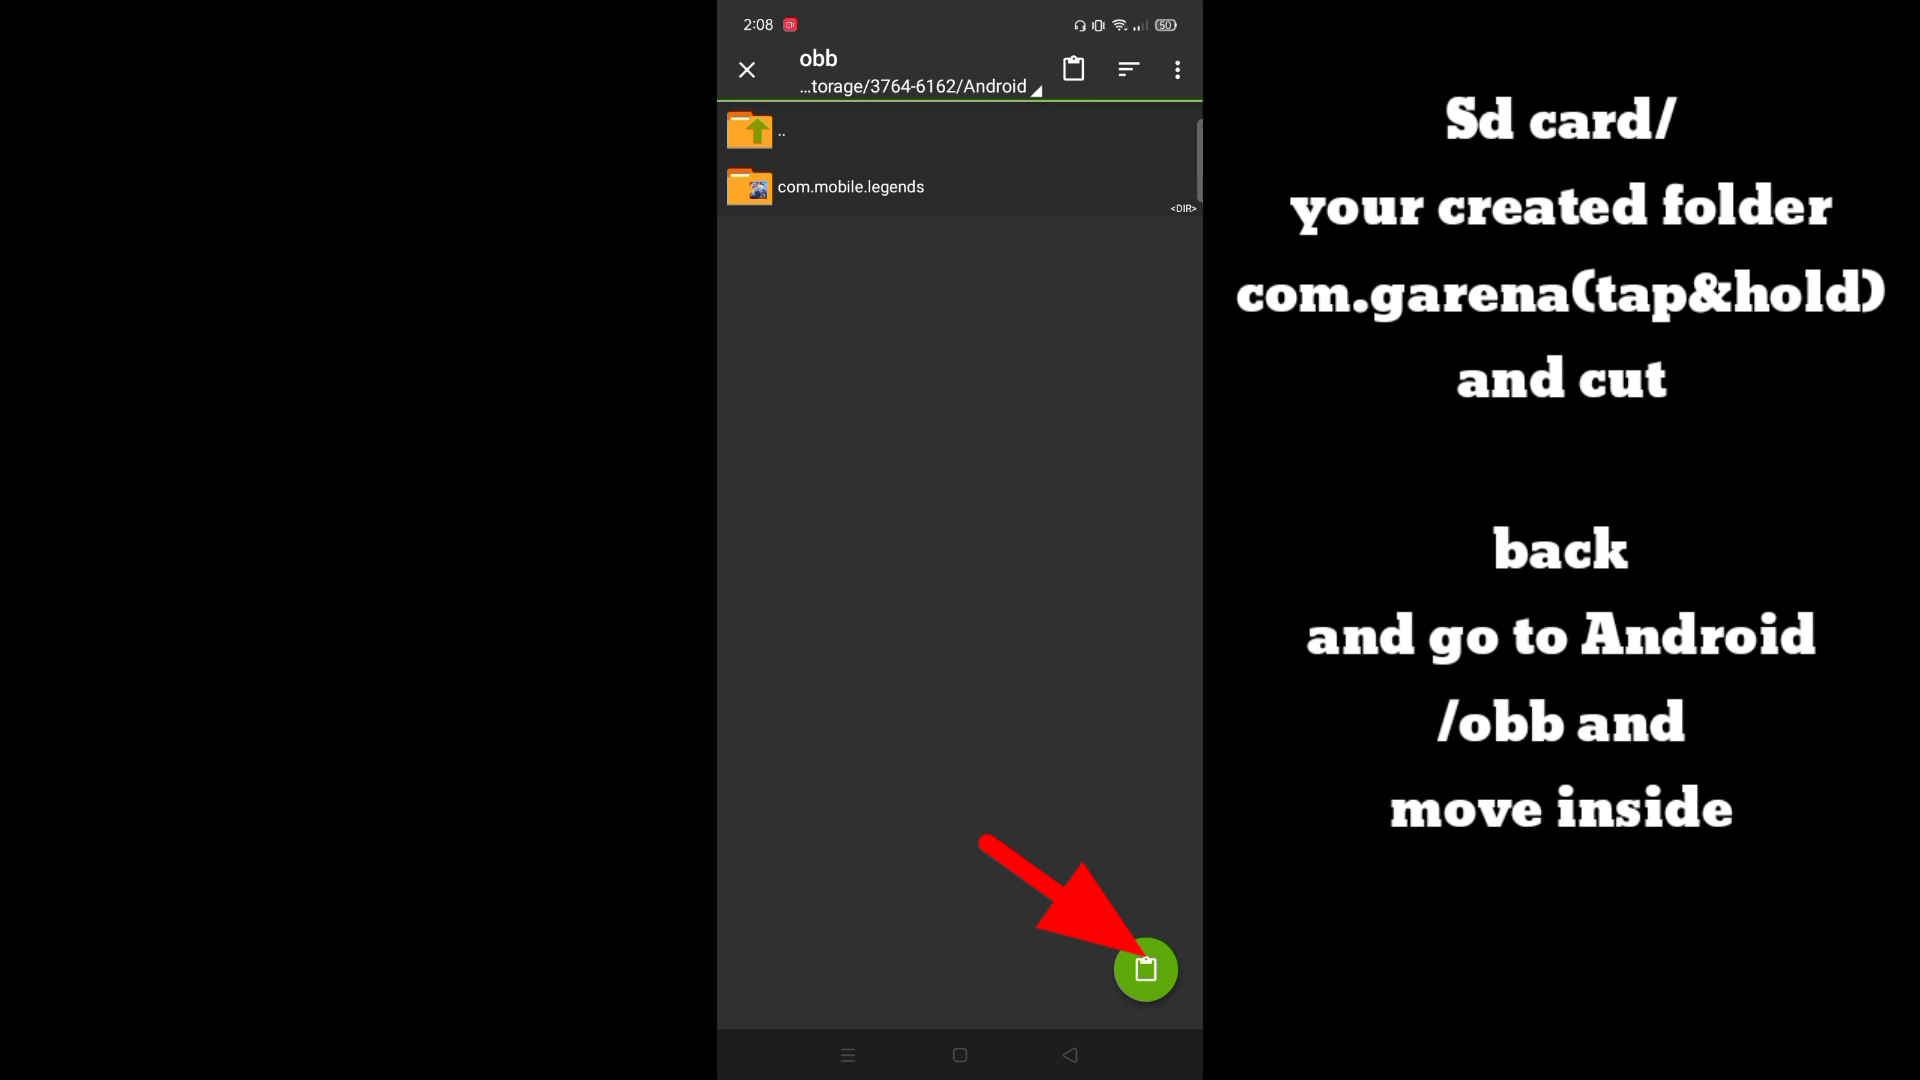 2:08
50
obb
...torage/3764-6162/Android
..
com.mobile.legends
<DIR>
Sd card/
your created folder
com.garena(tap&hold)
and cut
back
and go to Android
/obb and
move inside